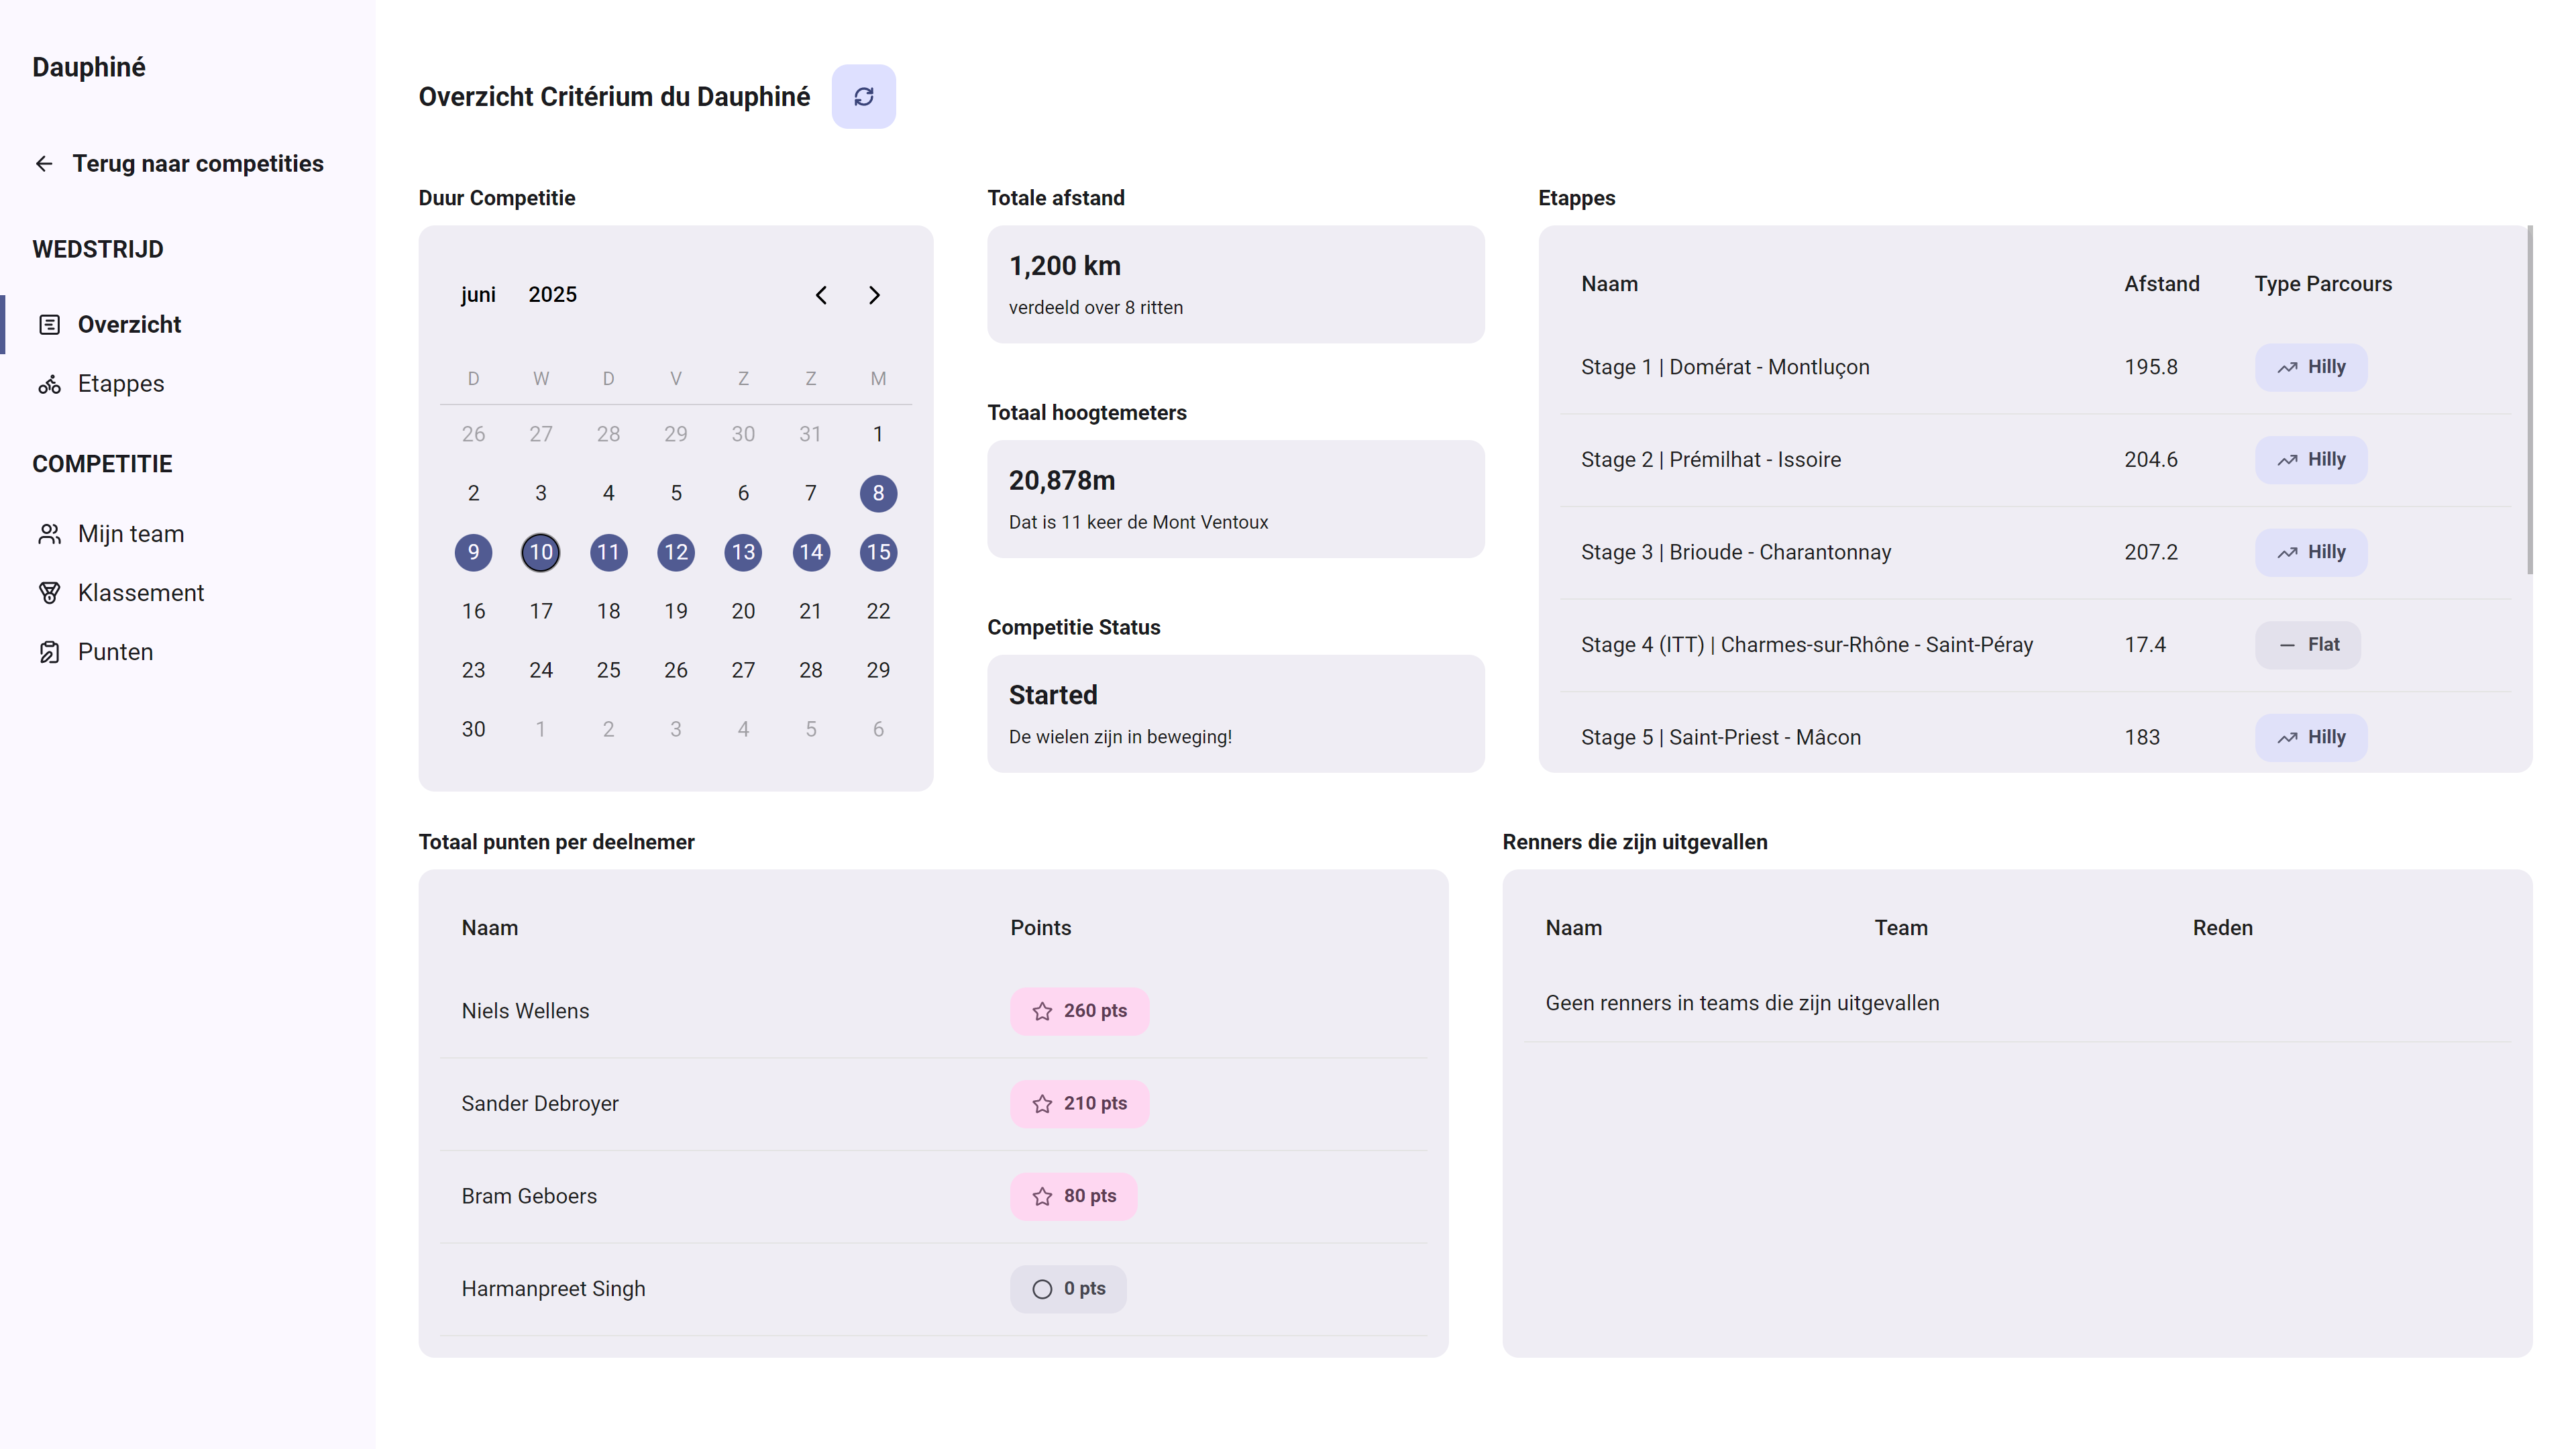 Dauphiné
Terug naar competities
WEDSTRIJD
Overzicht
Etappes
COMPETITIE
Mijn team
Klassement
Punten
Overzicht Critérium du Dauphiné
Duur Competitie
juni 2025
D W D V Z Z M
26 27 28 29 30 31 1
2 3 4 5 6 7 8
9 10 11 12 13 14 15
16 17 18 19 20 21 22
23 24 25 26 27 28 29
30 1 2 3 4 5 6
Totale afstand
1,200 km
verdeeld over 8 ritten
Totaal hoogtemeters
20,878m
Dat is 11 keer de Mont Ventoux
Competitie Status
Started
De wielen zijn in beweging!
Etappes
Naam Afstand Type Parcours
Stage 1 | Domérat - Montluçon 195.8 Hilly
Stage 2 | Prémilhat - Issoire 204.6 Hilly
Stage 3 | Brioude - Charantonnay 207.2 Hilly
Stage 4 (ITT) | Charmes-sur-Rhône - Saint-Péray 17.4 Flat
Stage 5 | Saint-Priest - Mâcon 183 Hilly
Totaal punten per deelnemer
Naam Points
Niels Wellens 260 pts
Sander Debroyer 210 pts
Bram Geboers 80 pts
Harmanpreet Singh 0 pts
Renners die zijn uitgevallen
Naam Team Reden
Geen renners in teams die zijn uitgevallen